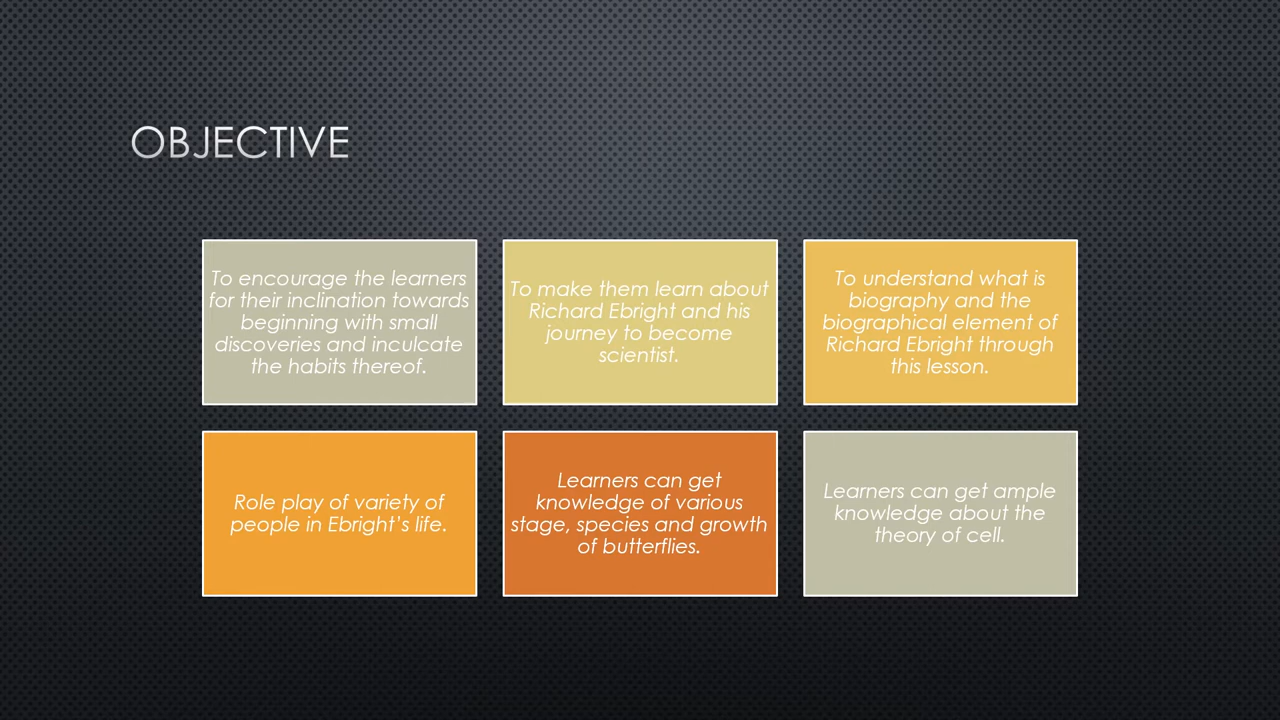 OBJECTIVE
To encourage the learners
for their inclination towards
beginning with small
discoveries and inculcate
the habits thereof.
To make them learn about
Richard Ebright and his
journey to become
scientist.
To understand what is
biography and the
biographical element of
Richard Ebright through
this lesson.
Role play of variety of
people in Ebright's life.
Learners can get
knowledge of various
stage, species and growth
of butterflies.
Learners can get ample
knowledge about the
theory of cell.